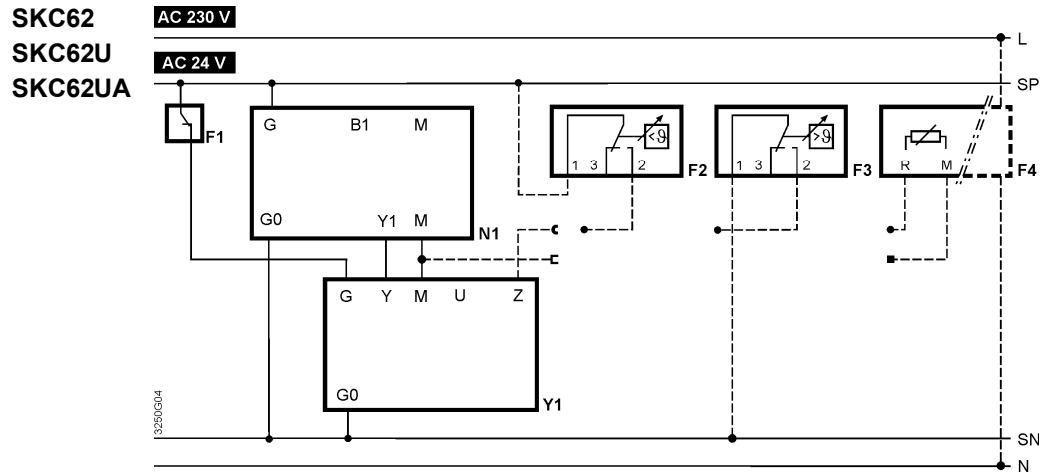 SKC62
SKC62U
SKC62UA
AC 230 V
L
AC 24 V
SP
F1
G B1 M
G0 Y1 M
N1
1 3 2
<ϑ
F2
1 3 2
>ϑ
F3
R M
F4
G Y M U Z
G0
Y1
3250G04
SN
N